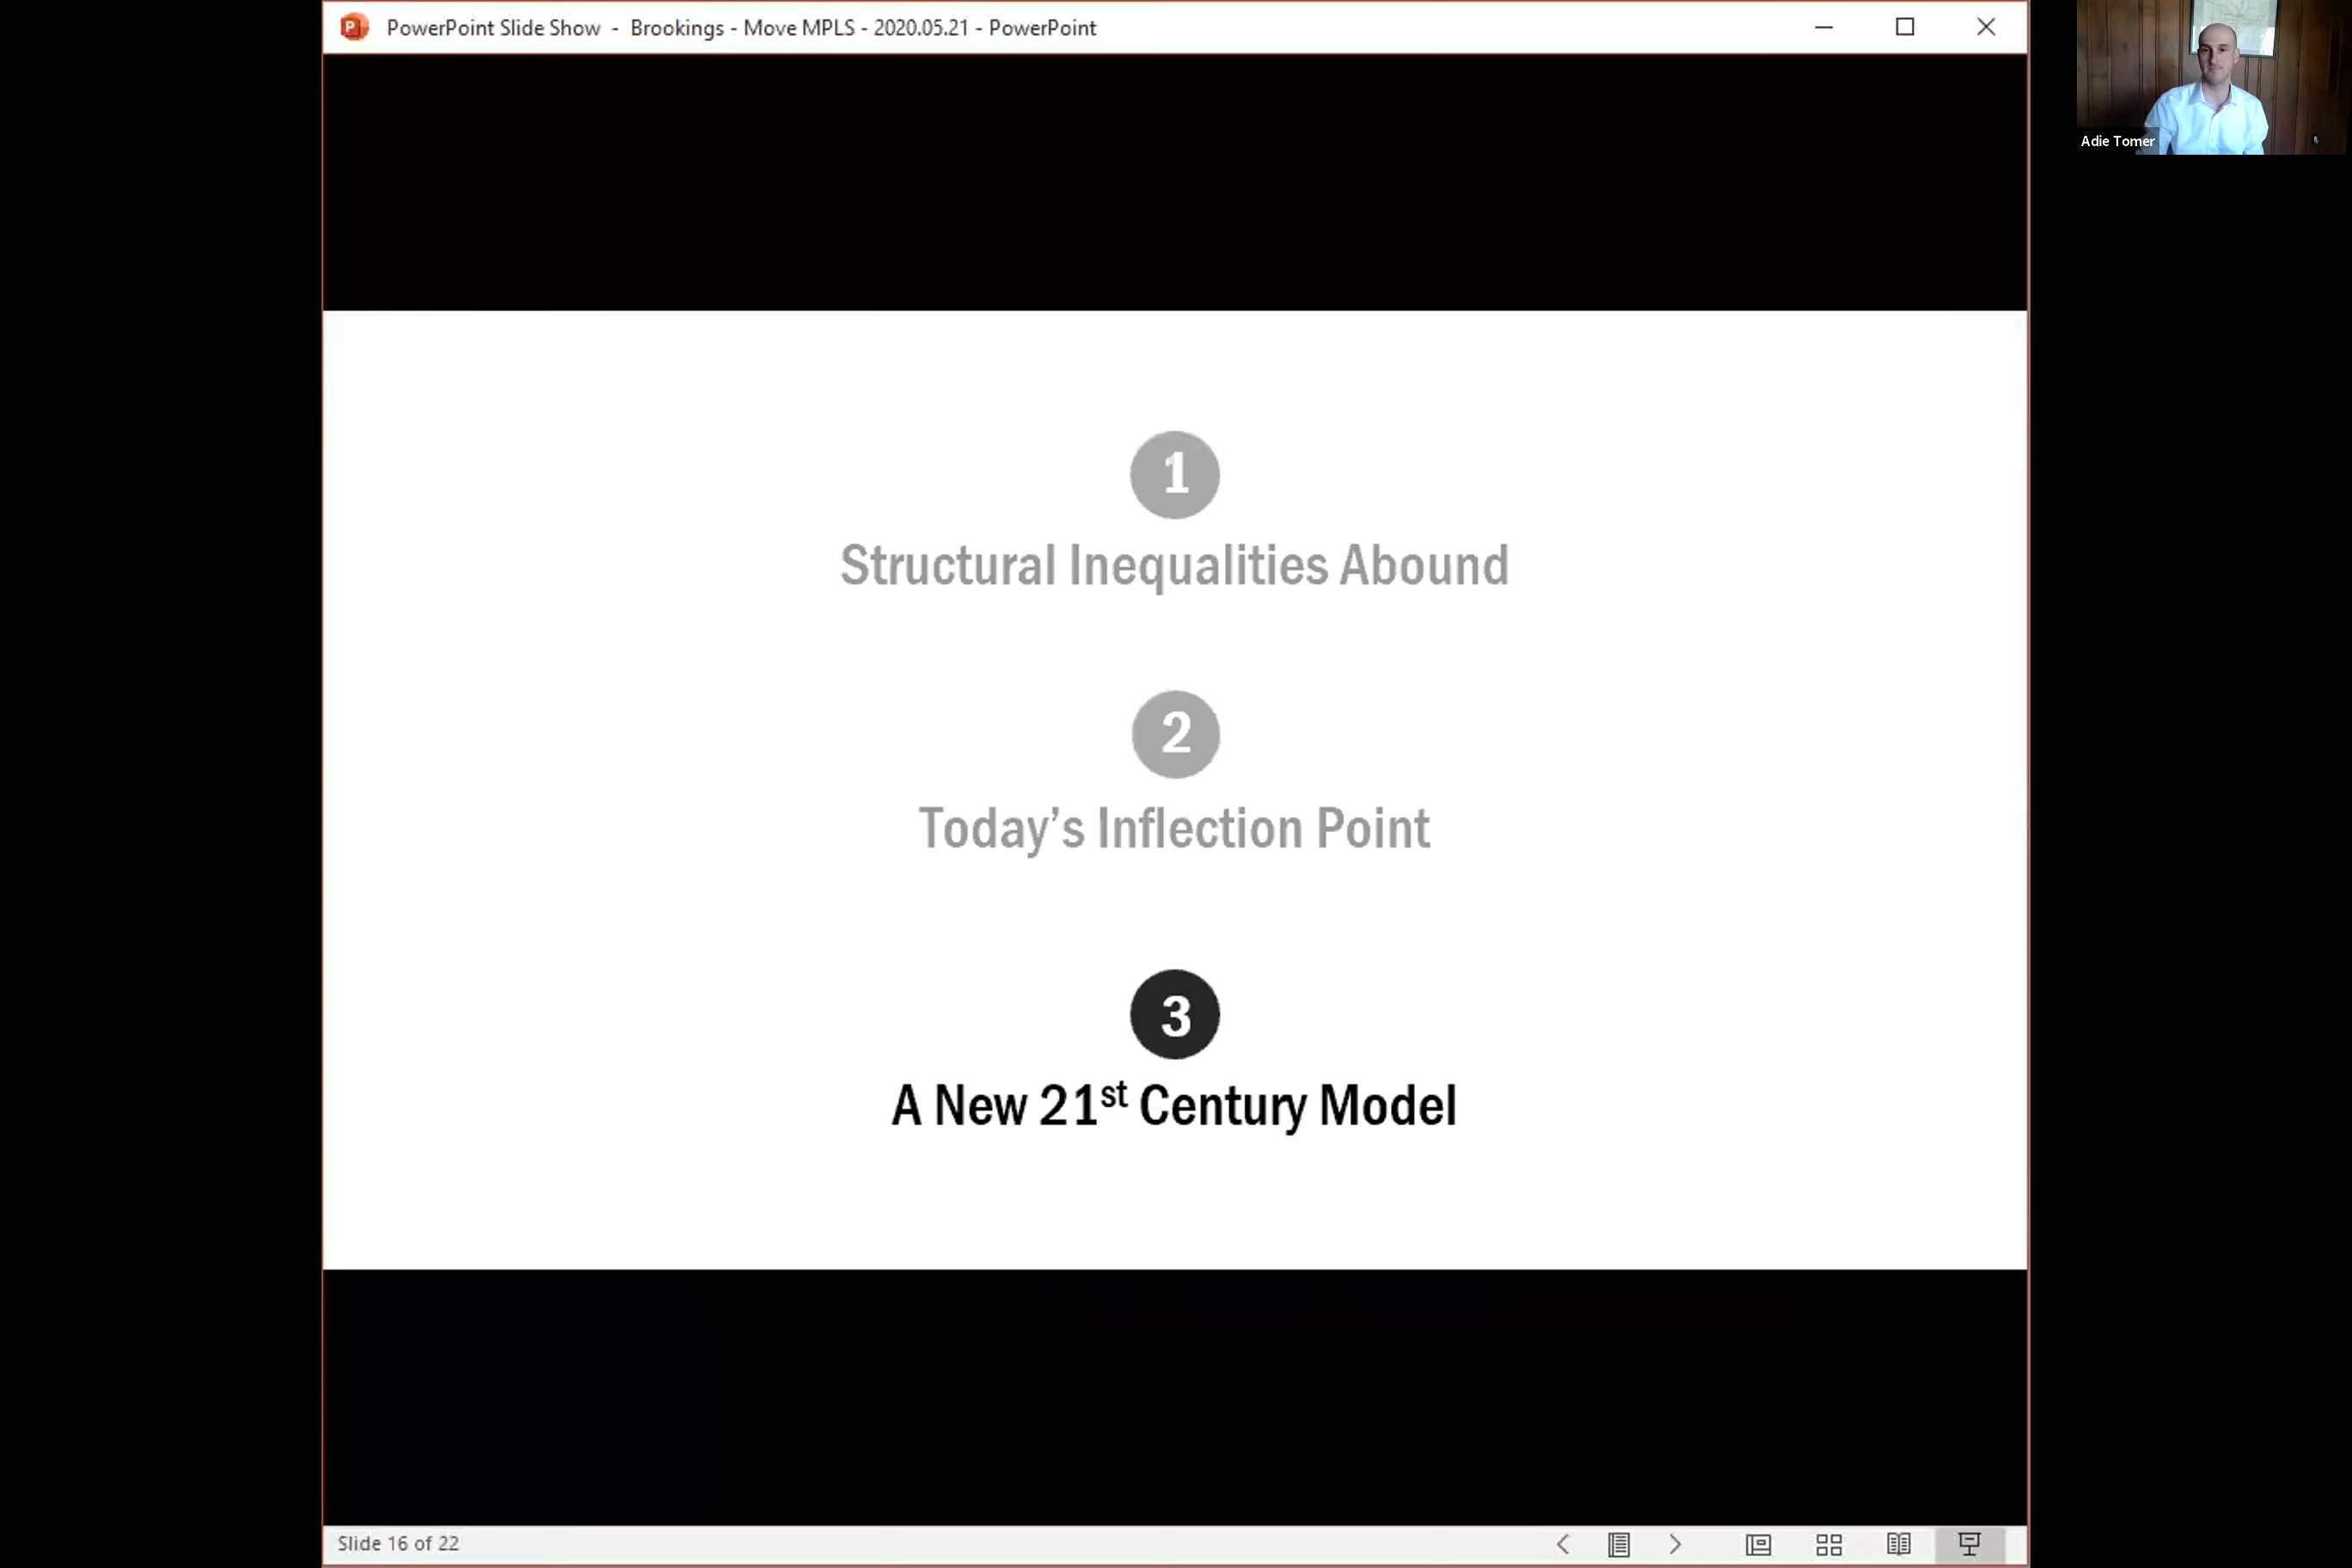 PowerPoint Slide Show - Brookings - Move MPLS - 2020.05.21 - PowerPoint
Adie Tomer
1
Structural Inequalities Abound
2
Today's Inflection Point
3
A New 21st Century Model
Slide 16 of 22